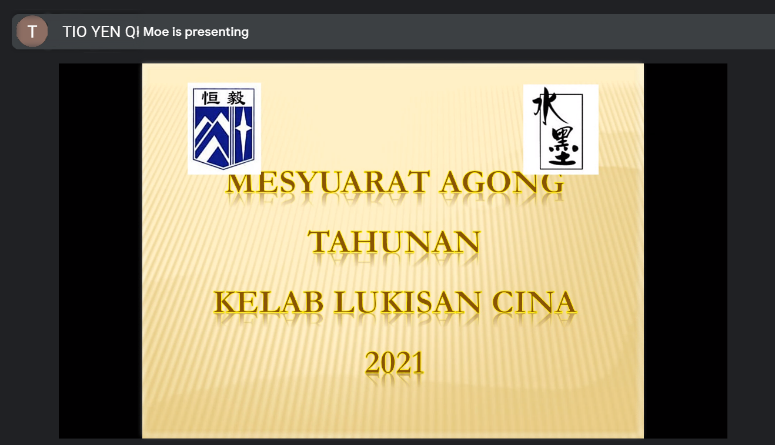 T
TIO YEN QI Moe is presenting
恒毅
水墨
MESYUARAT AGONG
TAHUNAN
KELAB LUKISAN CINA
2021